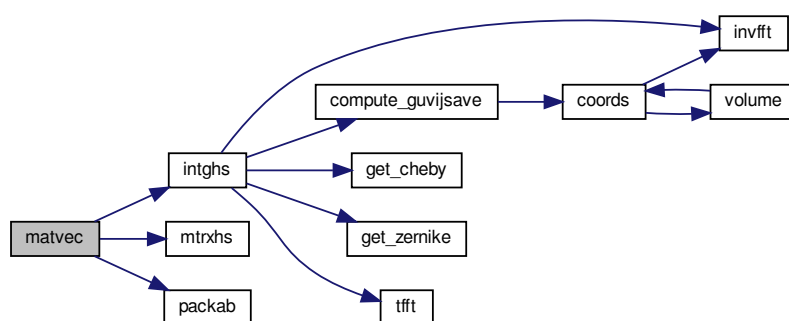 invfft
compute_guvijsave
coords
volume
intghs
get_cheby
matvec
mtrxhs
get_zernike
packab
tfft